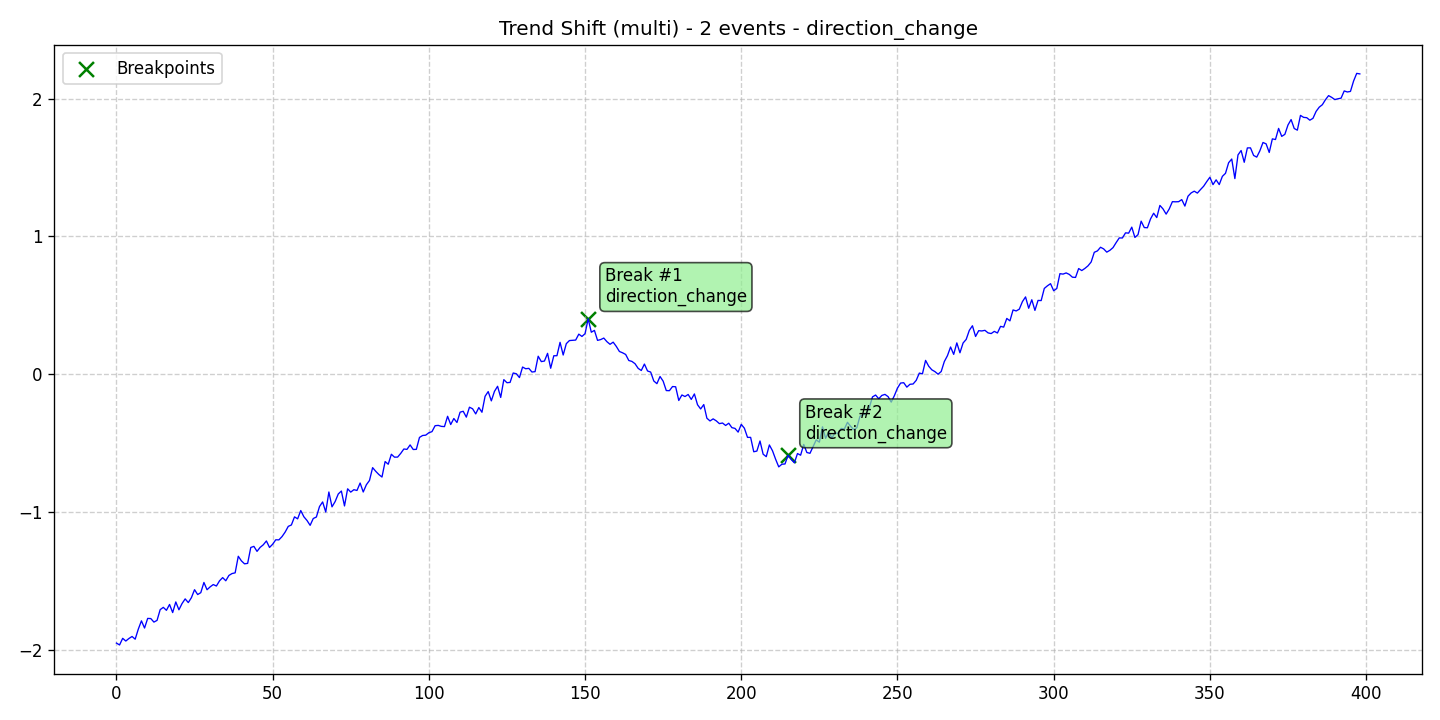 Trend Shift (multi) - 2 events - direction_change
Breakpoints
2
1
0
−1
−2
Break #1
direction_change
Break #2
direction_change
0 50 100 150 200 250 300 350 400